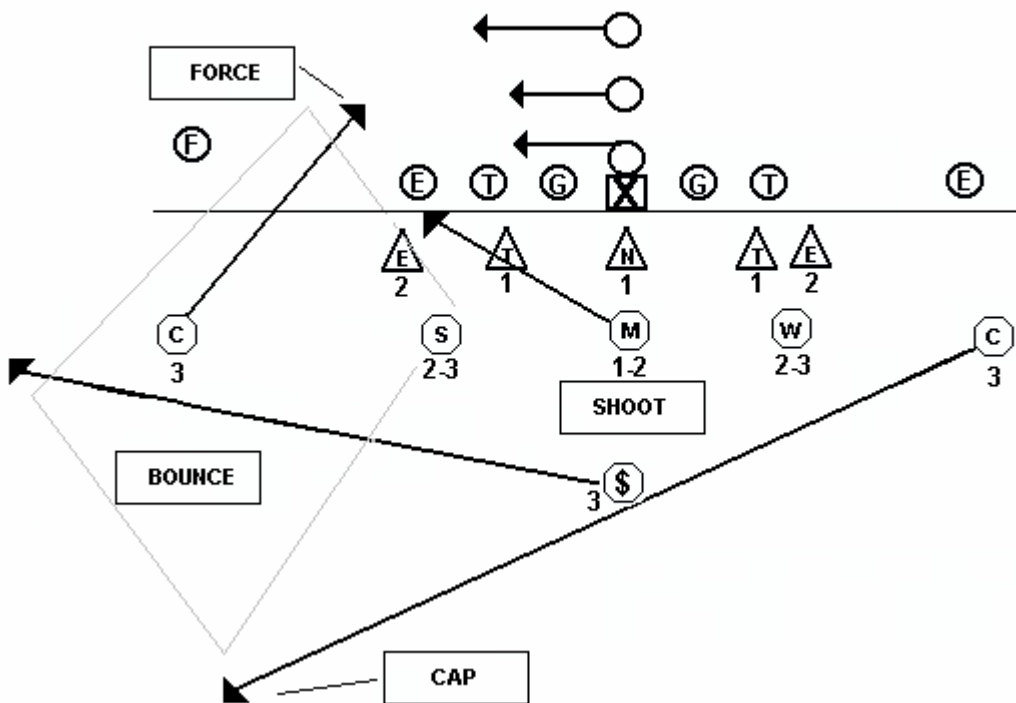 FORCE
F
E T G X G T E
E T N T E
2 1 1 1 2
C S M W C
3 2-3 1-2 2-3 3
SHOOT
BOUNCE
3 $
CAP